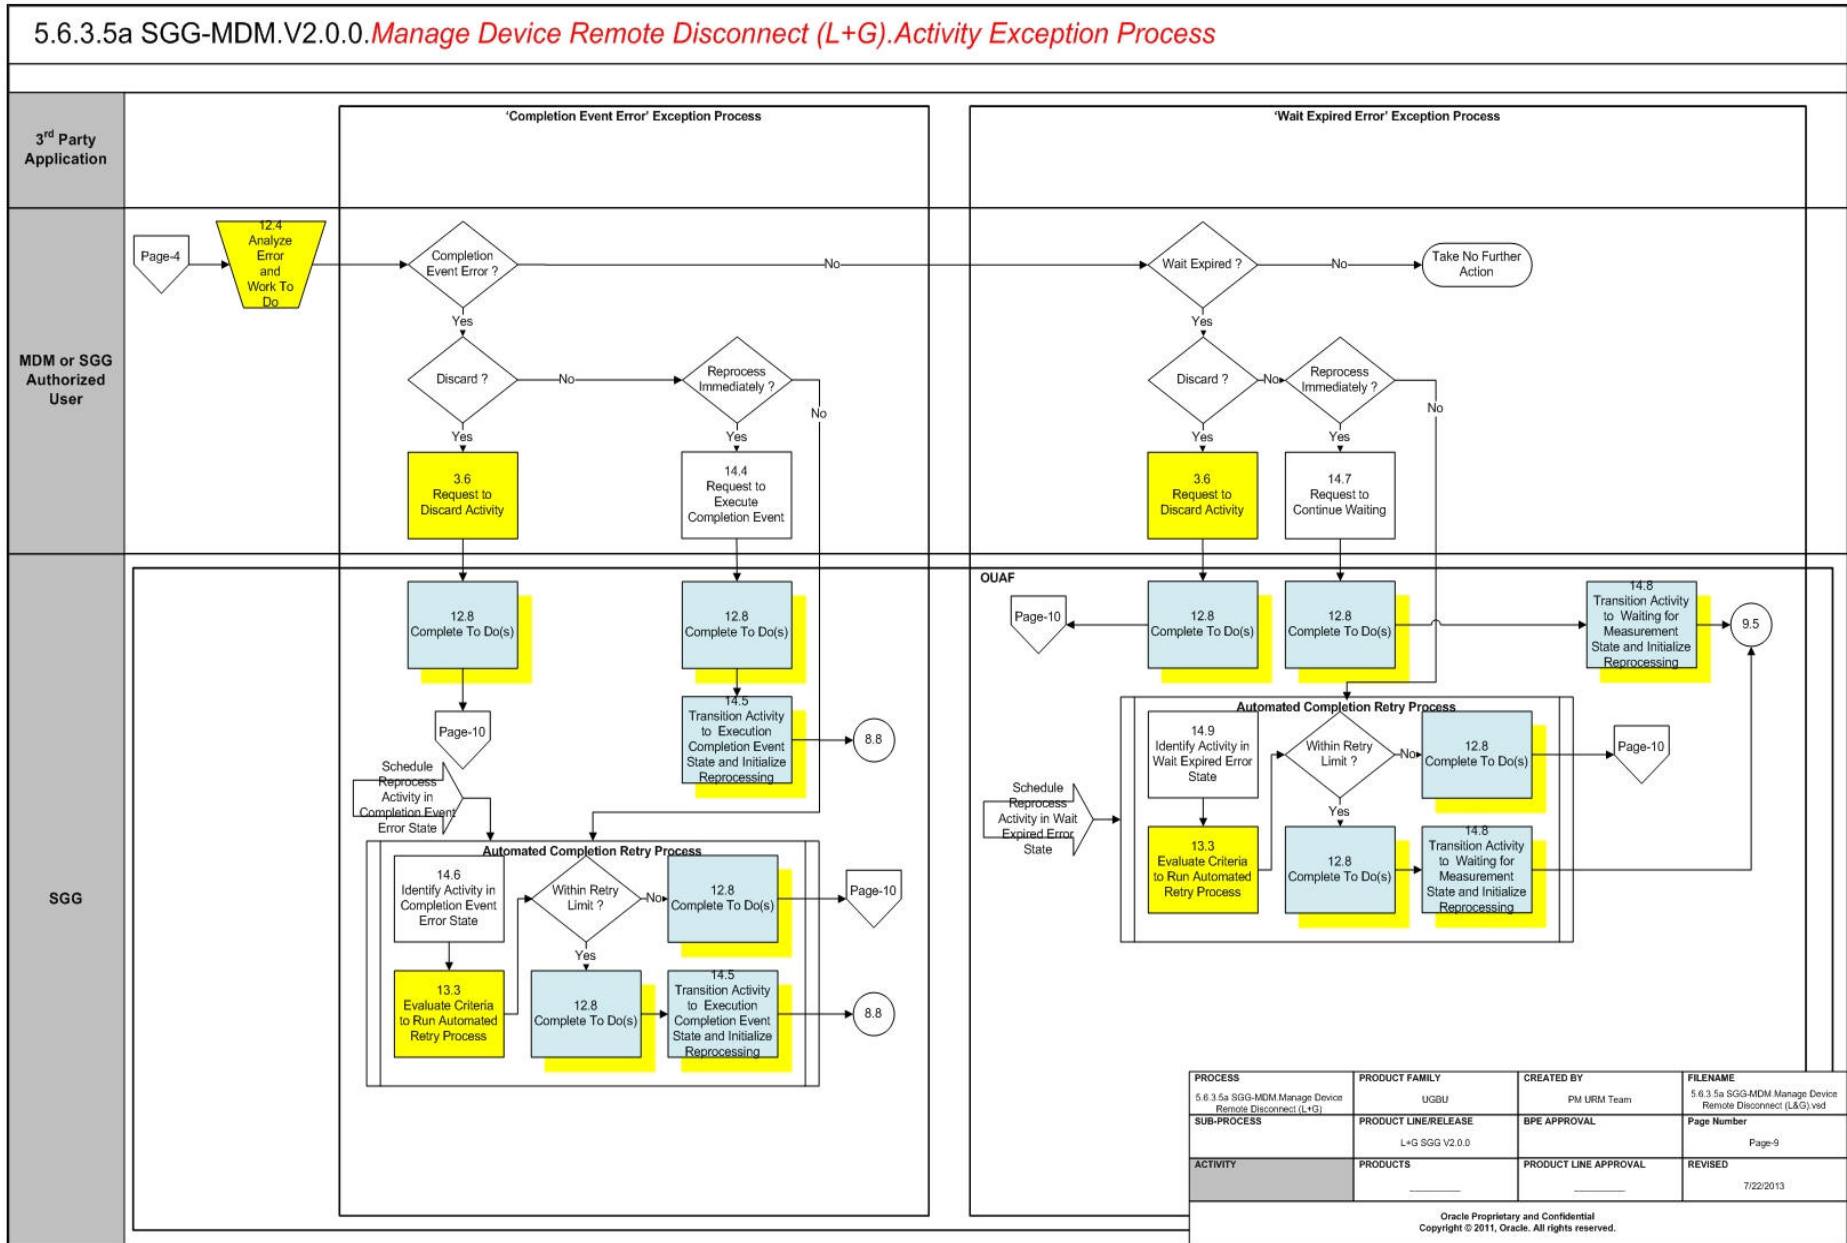 5.6.3.5a SGG-MDM.V2.0.0.Manage Device Remote Disconnect (L+G).Activity Exception Process
3rd Party
Application
'Completion Event Error' Exception Process
'Wait Expired Error' Exception Process
MDM or SGG
Authorized
User
Page-4
12.4
Analyze
Error
and
Work To
Do
Completion
Event Error ?
No
Wait Expired ?
No
Take No Further
Action
Yes
Yes
Discard ?
No
Reprocess
Immediately ?
No
Discard ?
No
Reprocess
Immediately ?
No
Yes
Yes
Yes
Yes
3.6
Request to
Discard Activity
14.4
Request to
Execute
Completion Event
3.6
Request to
Discard Activity
14.7
Request to
Continue Waiting
SGG
OUAF
12.8
Complete To Do(s)
12.8
Complete To Do(s)
Page-10
12.8
Complete To Do(s)
12.8
Complete To Do(s)
14.8
Transition Activity
to Waiting for
Measurement
State and Initialize
Reprocessing
9.5
Page-10
14.5
Transition Activity
to Execution
Completion Event
State and Initialize
Reprocessing
8.8
Schedule
Reprocess
Activity in
Completion Event
Error State
Automated Completion Retry Process
14.6
Identify Activity in
Completion Event
Error State
Within Retry
Limit ?
No
12.8
Complete To Do(s)
Page-10
Yes
13.3
Evaluate Criteria
to Run Automated
Retry Process
12.8
Complete To Do(s)
14.5
Transition Activity
to Execution
Completion Event
State and Initialize
Reprocessing
8.8
Schedule
Reprocess
Activity in Wait
Expired Error
State
Automated Completion Retry Process
14.9
Identify Activity in
Wait Expired Error
State
Within Retry
Limit ?
No
12.8
Complete To Do(s)
Page-10
Yes
13.3
Evaluate Criteria
to Run Automated
Retry Process
12.8
Complete To Do(s)
14.8
Transition Activity
to Waiting for
Measurement
State and Initialize
Reprocessing
PROCESS
5.6.3.5a SGG-MDM.Manage Device
Remote Disconnect (L+G)
PRODUCT FAMILY
UGBU
CREATED BY
PM URM Team
FILENAME
5.6.3.5a SGG-MDM.Manage Device
Remote Disconnect (L&G).vsd
SUB-PROCESS
PRODUCT LINE/RELEASE
L+G SGG V2.0.0
BPE APPROVAL
Page Number
Page-9
ACTIVITY
PRODUCTS
PRODUCT LINE APPROVAL
REVISED
7/22/2013
Oracle Proprietary and Confidential
Copyright © 2011, Oracle. All rights reserved.